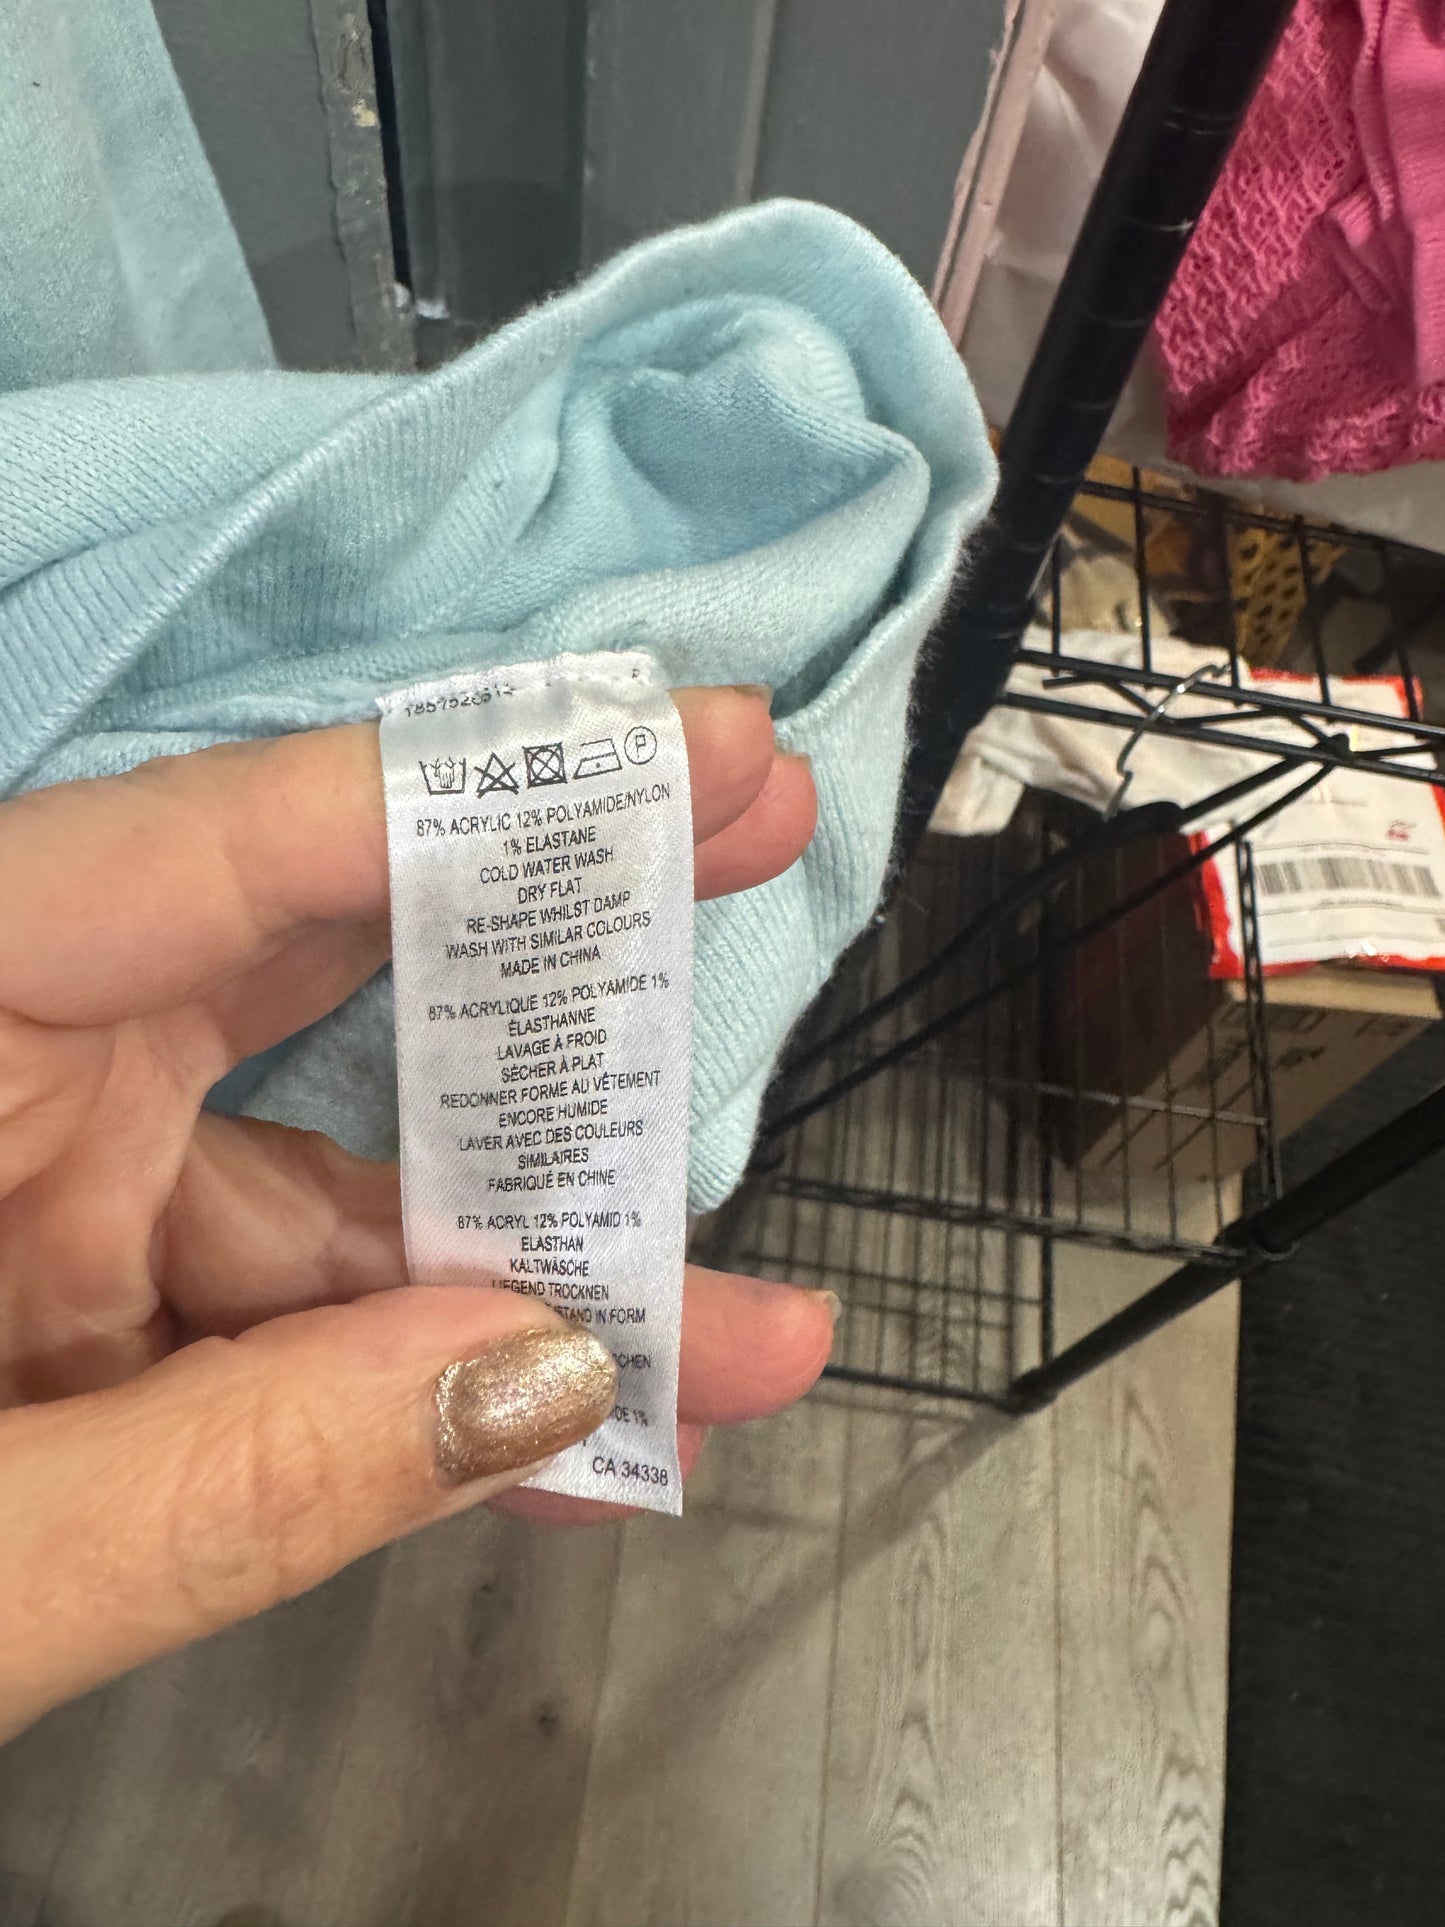 87% ACRYLIC 12% POLYAMIDE/NYLON
1% ELASTANE
COLD WATER WASH
DRY FLAT
RE-SHAPE WHILST DAMP
WASH WITH SIMILAR COLOURS
MADE IN CHINA
87% ACRYLIQUE 12% POLYAMIDE 1%
ÉLASTHANNE
LAVAGE À FROID
SÉCHER À PLAT
REDONNER FORME AU VÊTEMENT
ENCORE HUMIDE
LAVER AVEC DES COULEURS
SIMILAIRES
FABRIQUÉ EN CHINE
87% ACRYL 12% POLYAMID 1%
ELASTHAN
KALTWÄSCHE
LIEGEND TROCKNEN
IN FORM
1%
CA 34338